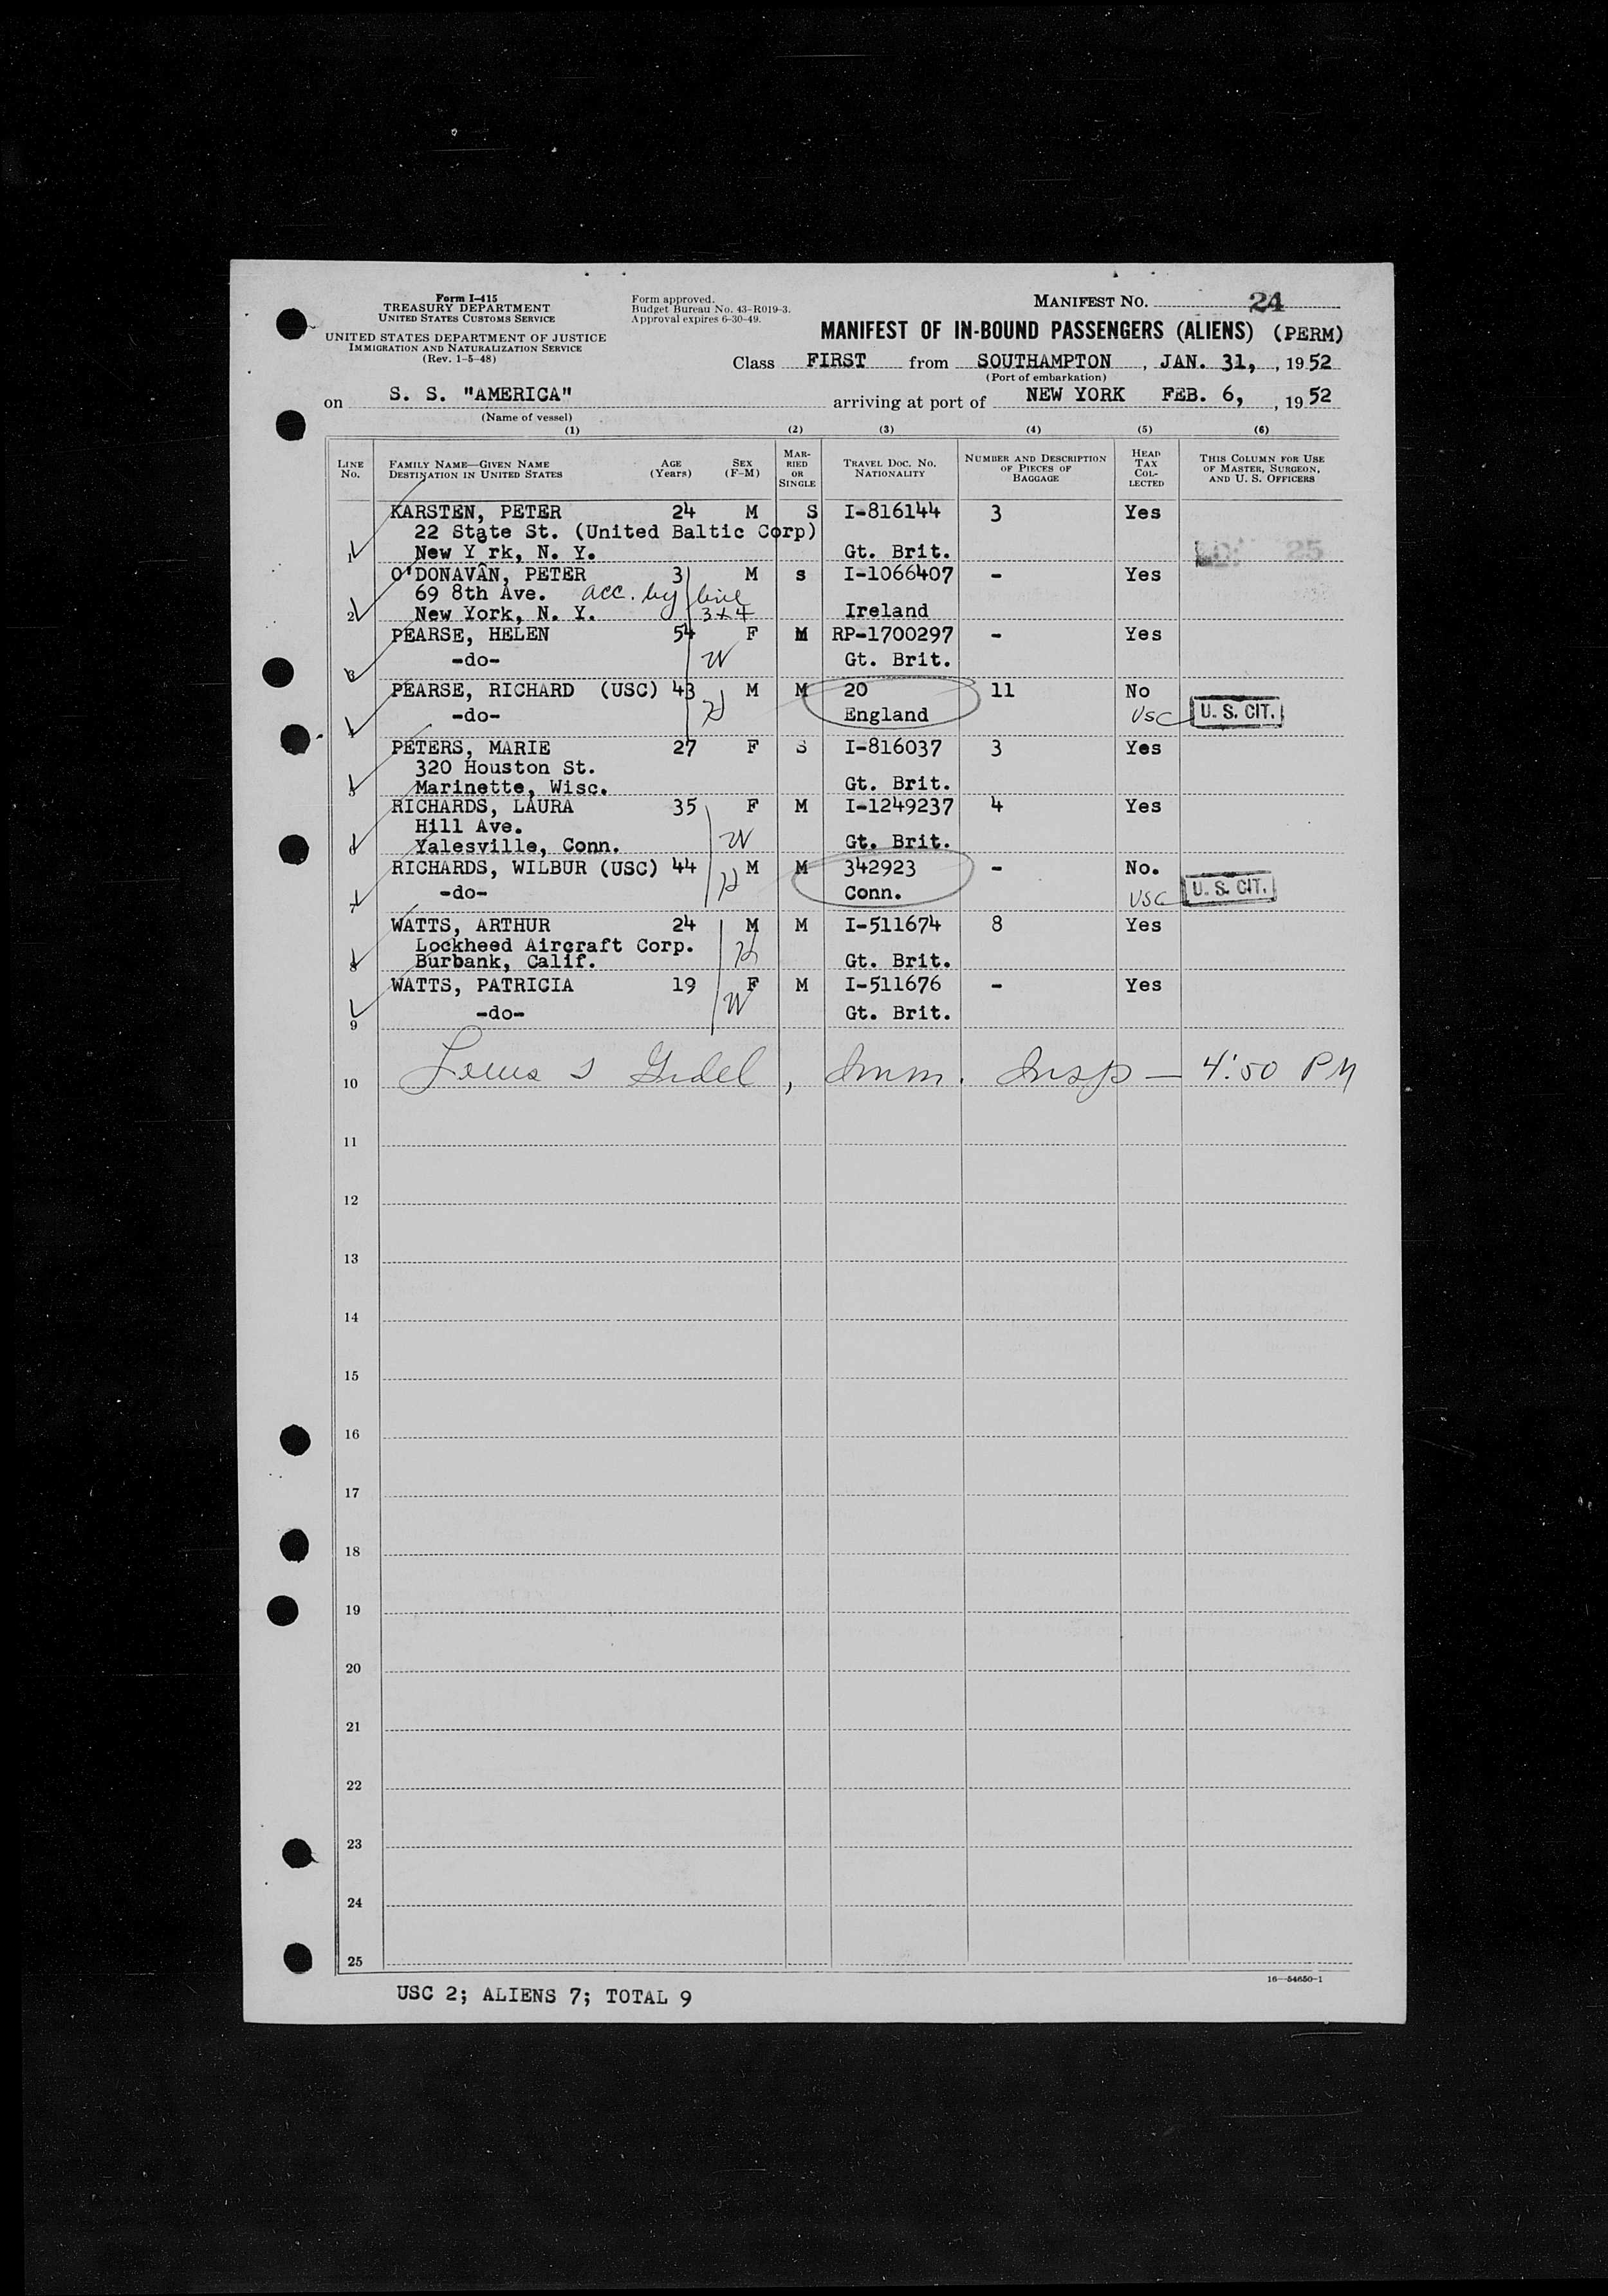 Form I-415
TREASURY DEPARTMENT
UNITED STATES CUSTOMS SERVICE
UNITED STATES DEPARTMENT OF JUSTICE
IMMIGRATION AND NATURALIZATION SERVICE
(Rev. 1-5-48)
Form approved.
Budget Bureau No. 43-R019-3.
Approval expires 6-30-49.
MANIFEST NO. 24
MANIFEST OF IN-BOUND PASSENGERS (ALIENS) (PERM)
Class FIRST from SOUTHAMPTON, JAN. 31, , 1952
(Port of embarkation)
on S. S. "AMERICA" arriving at port of NEW YORK FEB. 6, , 1952
(Name of vessel)
(1) (2) (3) (4) (5) (6)
LINE No. FAMILY NAME—GIVEN NAME DESTINATION IN UNITED STATES AGE (Years) SEX (F-M) MARRIED OR SINGLE TRAVEL DOC. NO. NATIONALITY NUMBER AND DESCRIPTION OF PIECES OF BAGGAGE HEAD TAX COLLECTED THIS COLUMN FOR USE OF MASTER, SURGEON, AND U. S. OFFICERS
KARSTEN, PETER 24 M S I-816144 3 Yes
22 State St. (United Baltic Corp)
1 New Y rk, N. Y. Gt. Brit. 25
O'DONAVAN, PETER 3 M s I-1066407 - Yes
69 8th Ave. acc. by line
2 New York, N. Y. 3+4 Ireland
PEARSE, HELEN 54 F M RP-1700297 - Yes
3 -do- W Gt. Brit.
PEARSE, RICHARD (USC) 43 M M 20 11 No
4 -do- H England USC U. S. CIT.
PETERS, MARIE 27 F S I-816037 3 Yes
320 Houston St.
5 Marinette, Wisc. Gt. Brit.
RICHARDS, LAURA 35 F M I-1249237 4 Yes
Hill Ave.
6 Yalesville, Conn. W Gt. Brit.
RICHARDS, WILBUR (USC) 44 M M 342923 - No.
7 -do- H Conn. USC U. S. CIT.
WATTS, ARTHUR 24 M M I-511674 8 Yes
Lockheed Aircraft Corp. H
8 Burbank, Calif. Gt. Brit.
WATTS, PATRICIA 19 F M I-511676 - Yes
9 -do- W Gt. Brit.
10 , Imm. Insp — 4:50 PM
11
12
13
14
15
16
17
18
19
20
21
22
23
24
25
16—54650-1
USC 2; ALIENS 7; TOTAL 9